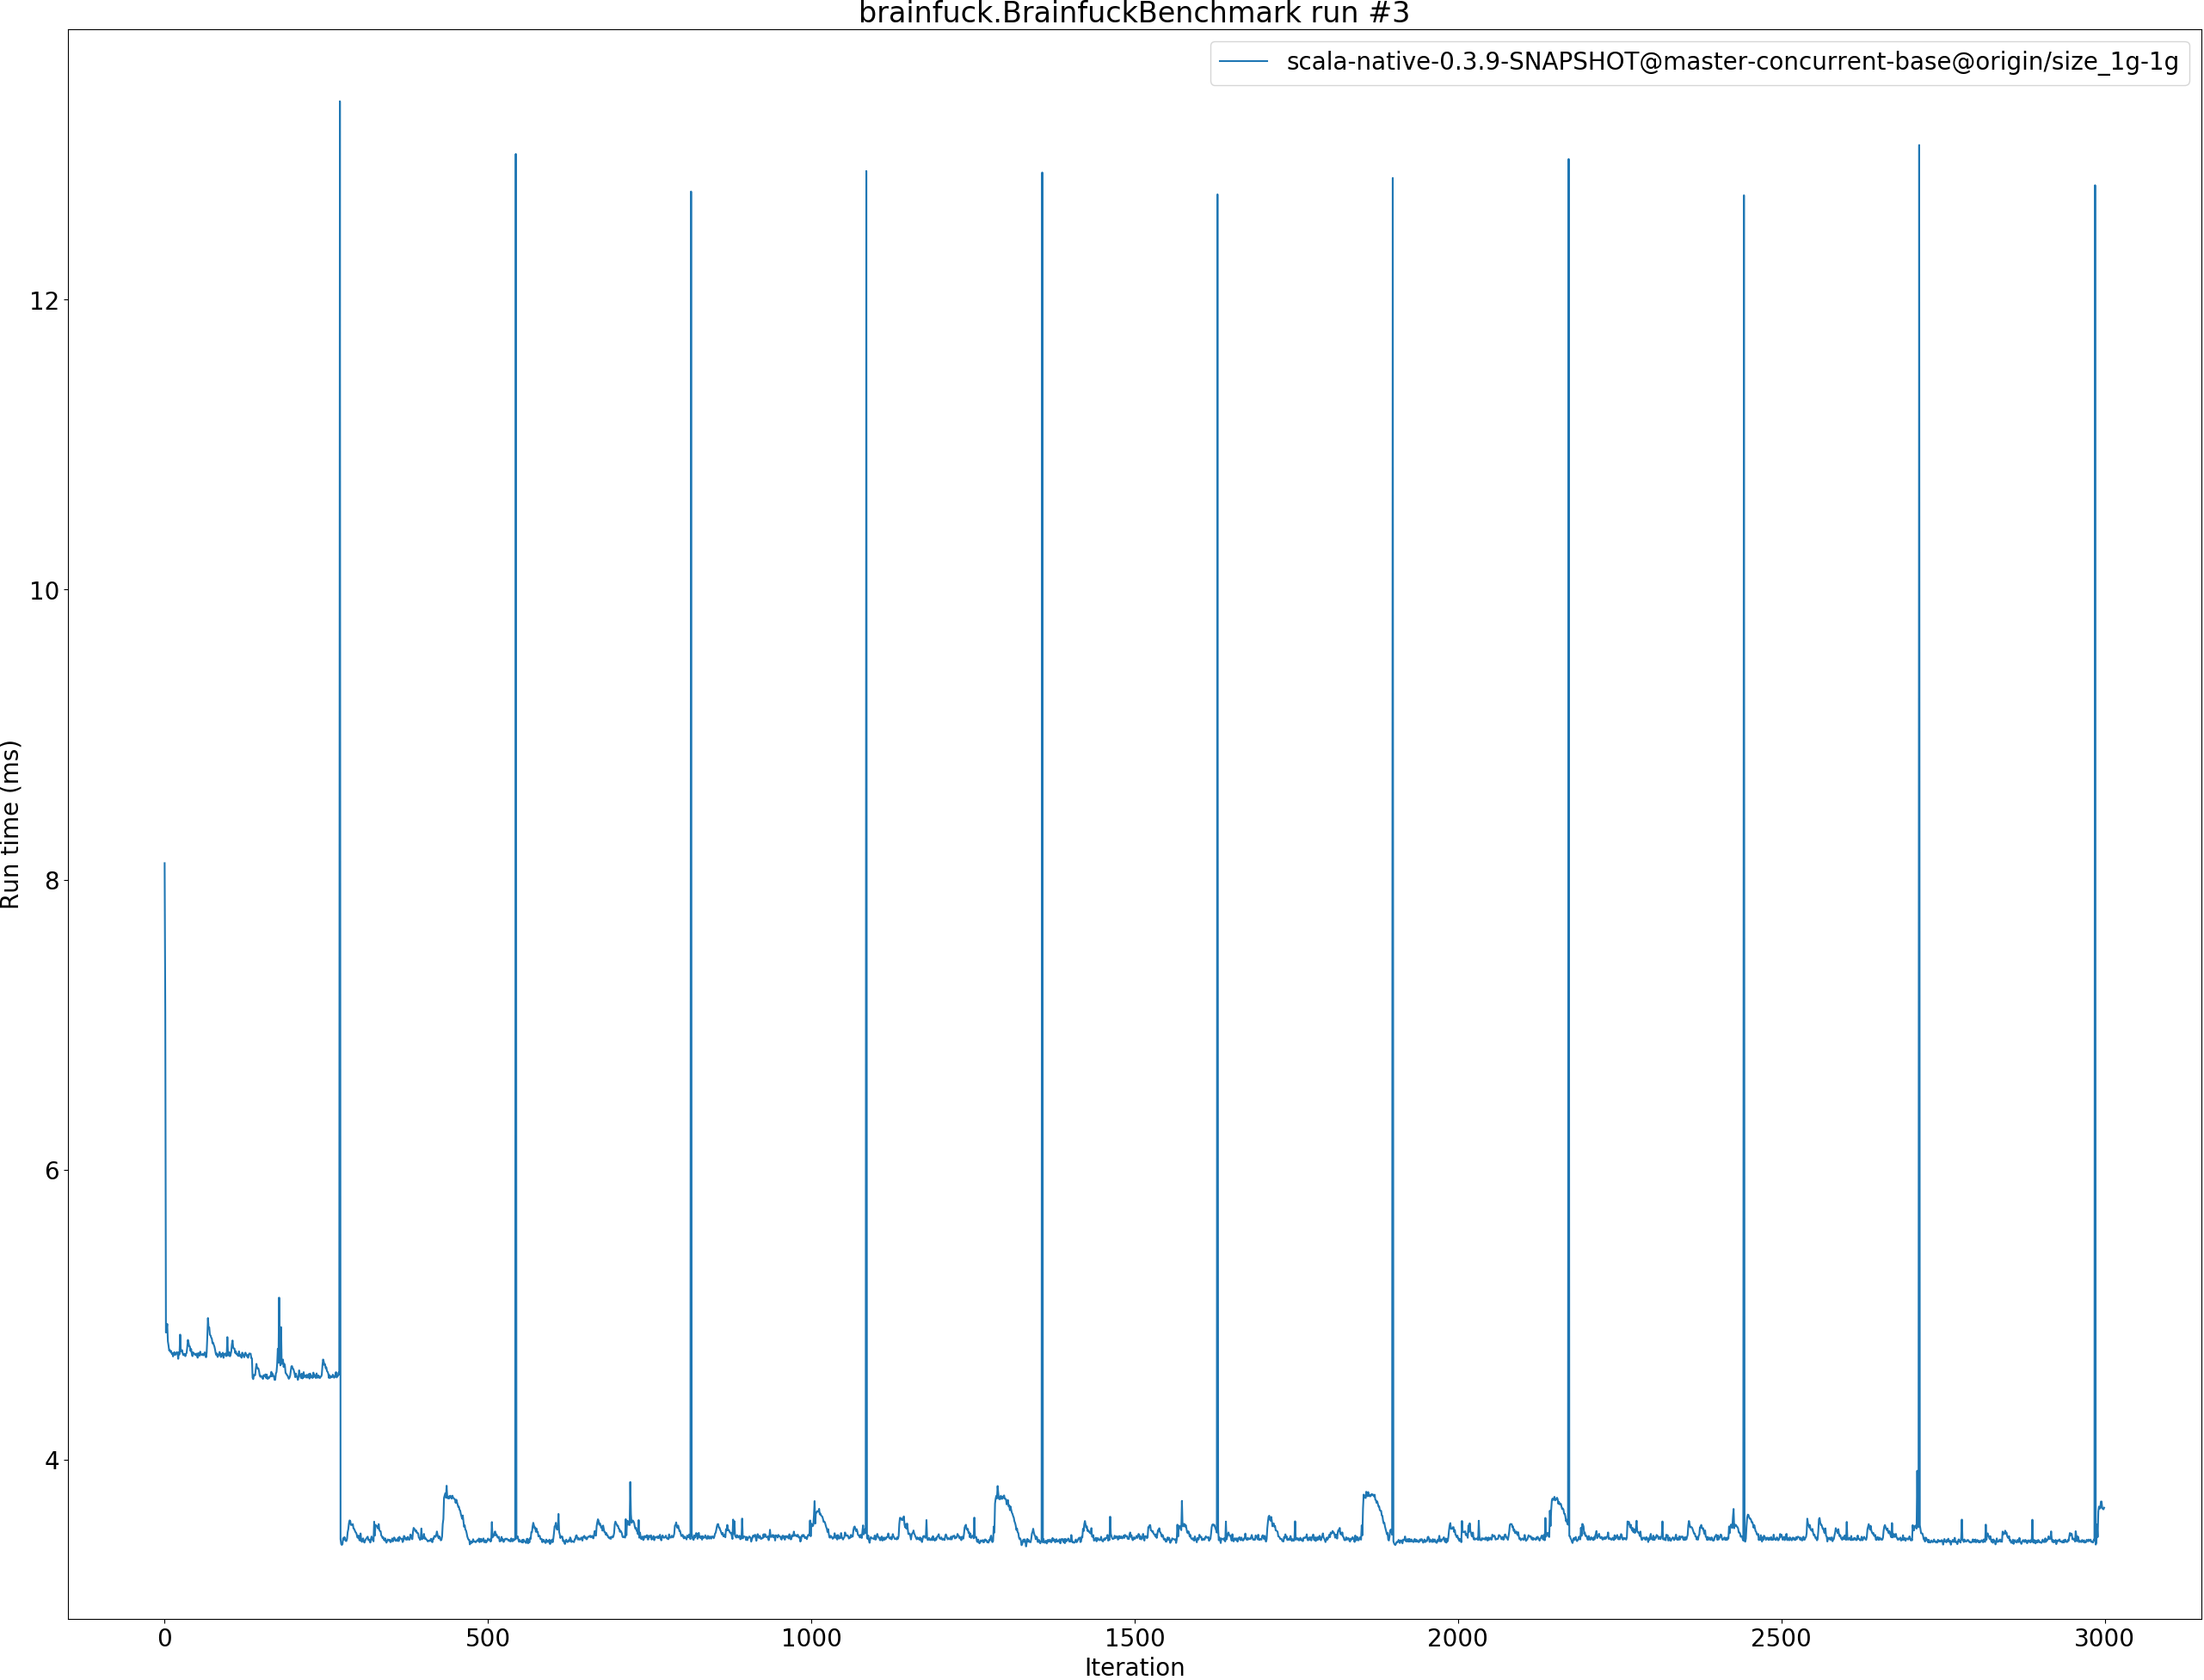 brainfuck.BrainfuckBenchmark run #3
scala-native-0.3.9-SNAPSHOT@master-concurrent-base@origin/size_1g-1g
12
10
8
6
4
Run time (ms)
0 500 1000 1500 2000 2500 3000
Iteration